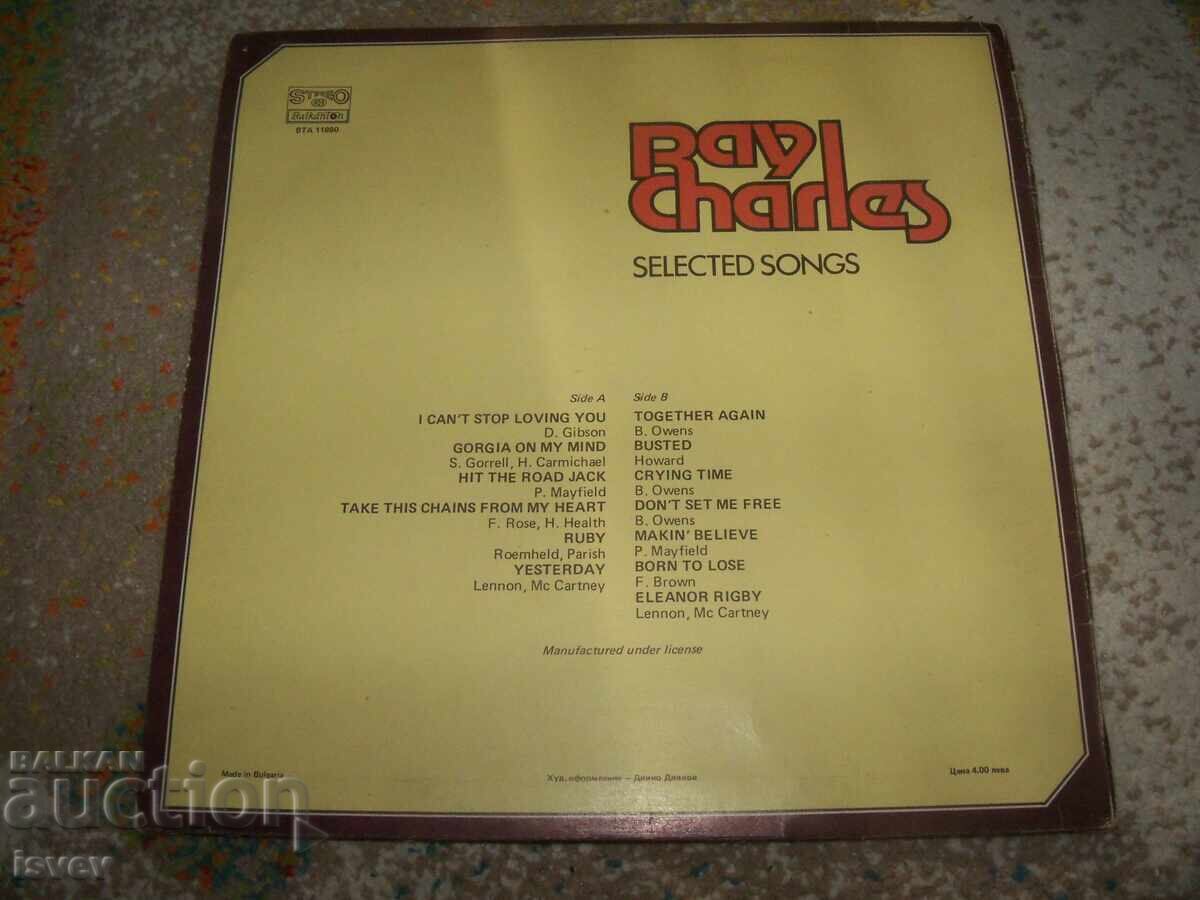 STEREO
Balkanton
BTA 11890
Ray
Charles
SELECTED SONGS
Side A
I CAN'T STOP LOVING YOU
D. Gibson
GORGIA ON MY MIND
S. Gorrell, H. Carmichael
HIT THE ROAD JACK
P. Mayfield
TAKE THIS CHAINS FROM MY HEART
F. Rose, H. Health
RUBY
Roemheld, Parish
YESTERDAY
Lennon, Mc Cartney
Side B
TOGETHER AGAIN
B. Owens
BUSTED
Howard
CRYING TIME
B. Owens
DON'T SET ME FREE
B. Owens
MAKIN' BELIEVE
P. Mayfield
BORN TO LOSE
F. Brown
ELEANOR RIGBY
Lennon, Mc Cartney
Manufactured under license
Made in Bulgaria
Худ. оформление – Динко Динков
Цена 4.00 лева
BALKAN
auction
isvev